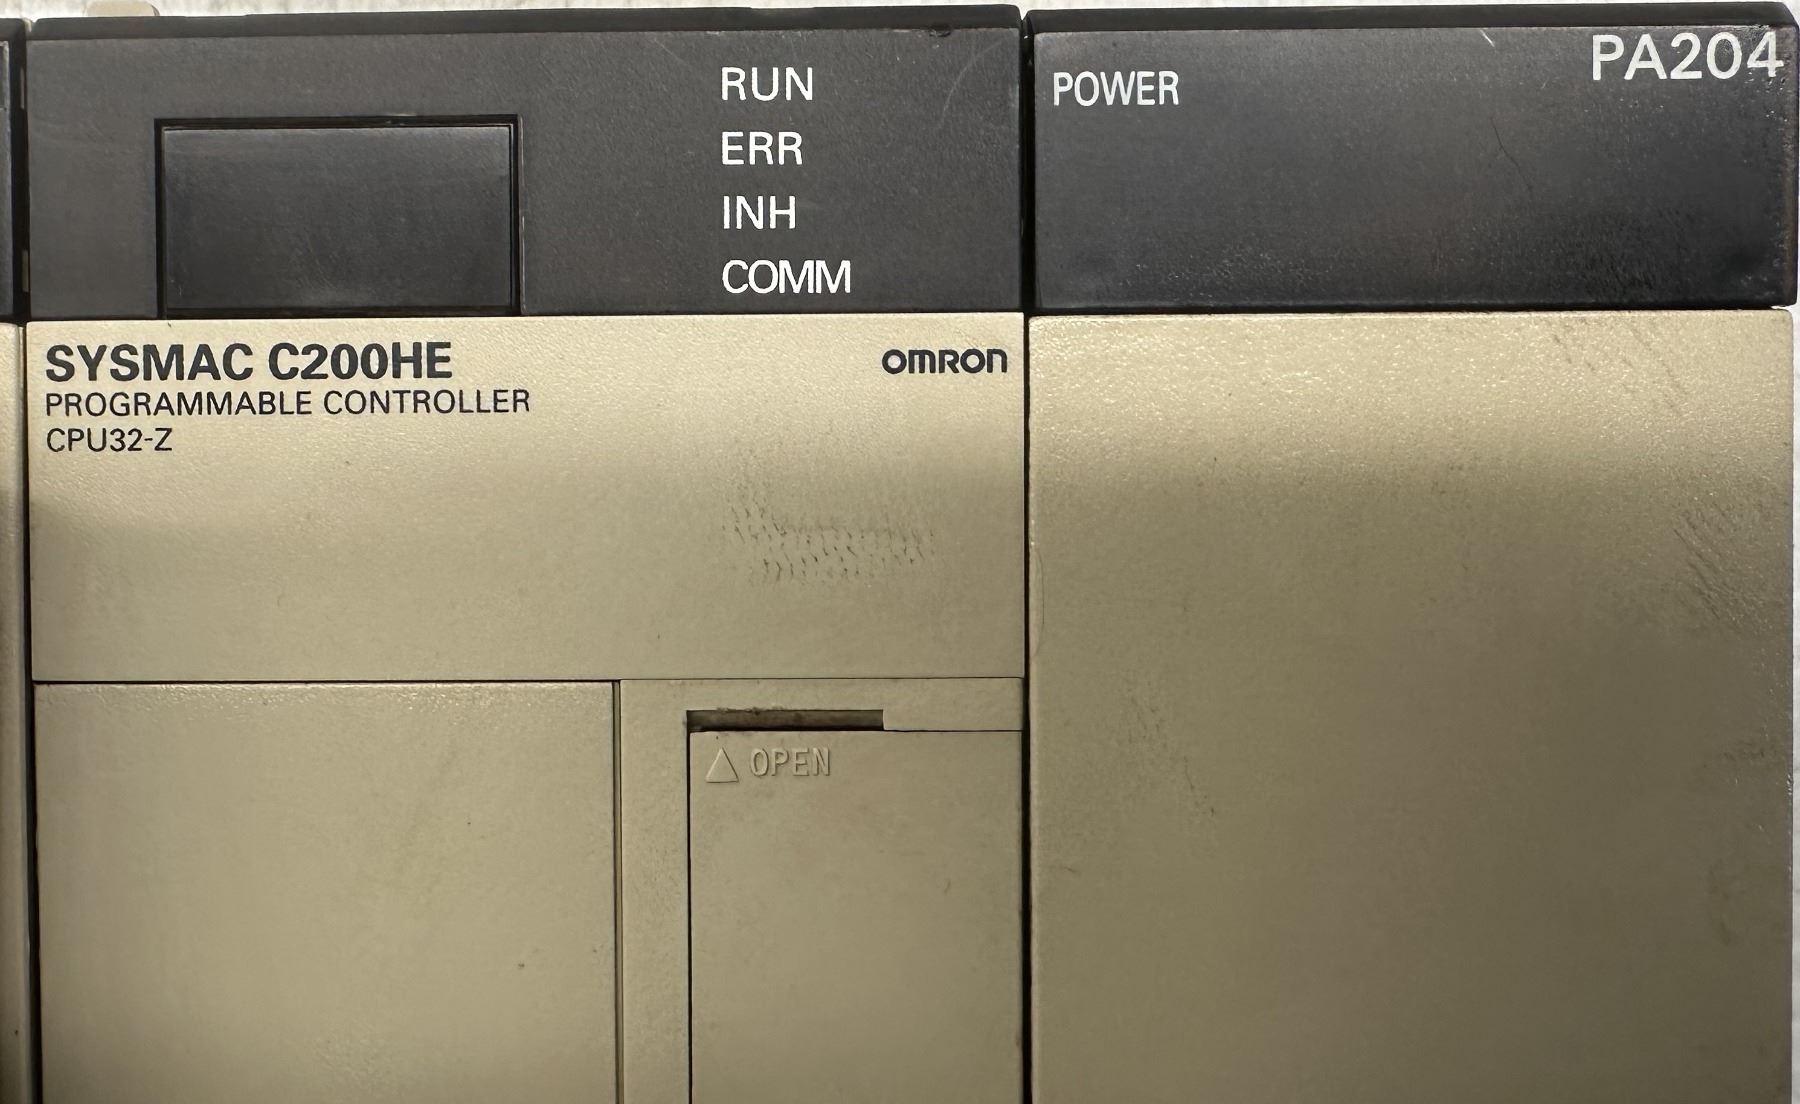 RUN
ERR
INH
COMM
SYSMAC C200HE
PROGRAMMABLE CONTROLLER
CPU32-Z
OMRON
△ OPEN
PA204
POWER